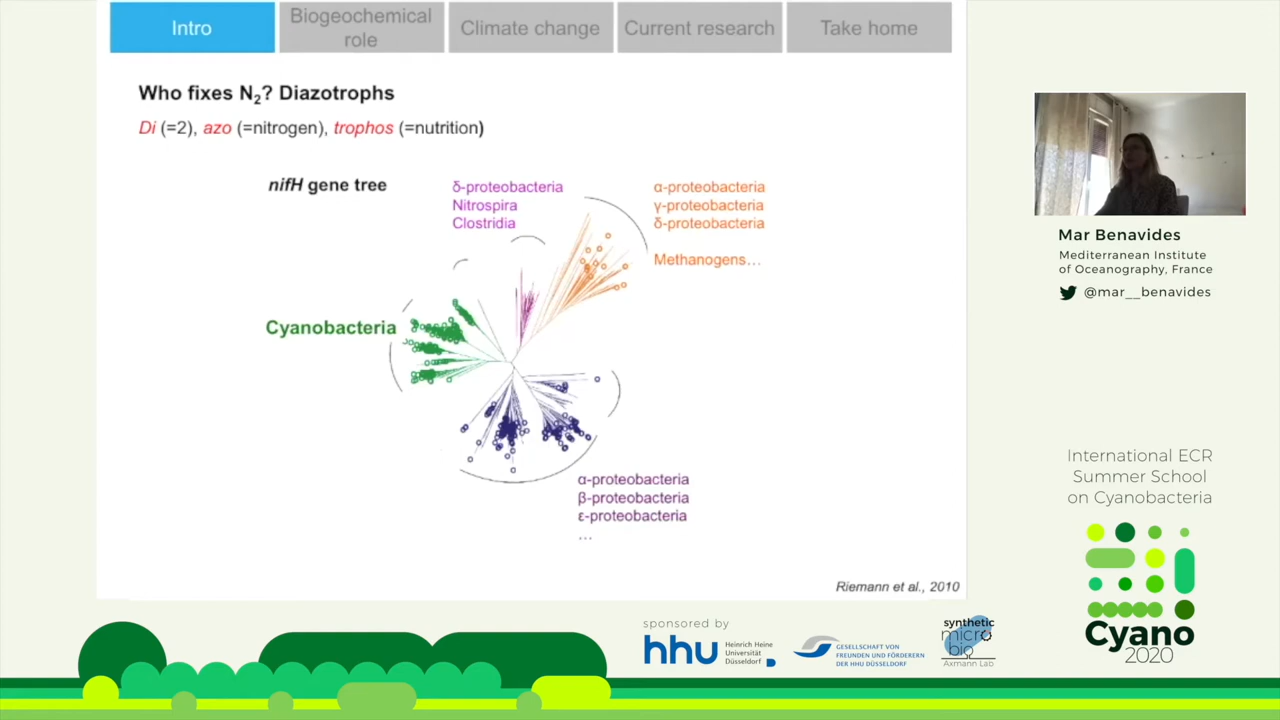 Intro
Biogeochemical
role
Climate change
Current research
Take home
Who fixes N₂? Diazotrophs
Di (=2), azo (=nitrogen), trophos (=nutrition)
nifH gene tree
δ-proteobacteria
Nitrospira
Clostridia
α-proteobacteria
γ-proteobacteria
δ-proteobacteria
Methanogens...
Cyanobacteria
α-proteobacteria
β-proteobacteria
ε-proteobacteria
...
Riemann et al., 2010
Mar Benavides
Mediterranean Institute
of Oceanography, France
@mar__benavides
International ECR
Summer School
on Cyanobacteria
Cyano
2020
sponsored by
hhu
Heinrich Heine
Universität
Düsseldorf
GESELLSCHAFT VON
FREUNDEN UND FÖRDERERN
DER HHU DÜSSELDORF
synthetic
micro
bio
Axmann Lab